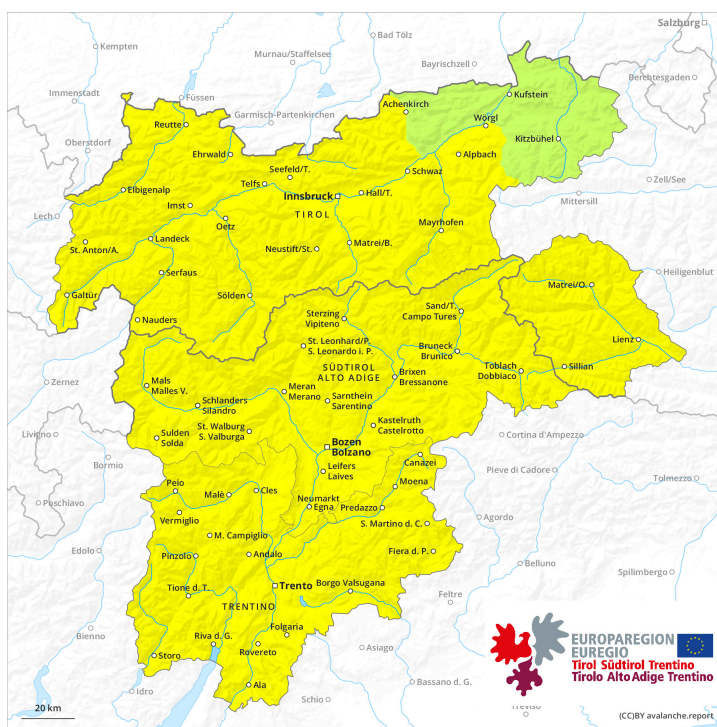 Salzburg
Bad Tölz
Kempten
Murnau/Staffelsee
Bayrischzell
Berchtesgaden
Immenstadt
Füssen
Kufstein
Achenkirch
Garmisch-Partenkirchen
Wörgl
Reutte
Kitzbühel
Oberstdorf
Ehrwald
Alpbach
Seefeld/T.
Schwaz
Telfs
Zell/See
Elbigenalp
Innsbruck
Hall/T.
Mittersill
Imst
TIROL
Lech
Oetz
Mayrhofen
Landeck
St. Anton/A.
Neustift/St.
Matrei/B.
Serfaus
Heiligenblut
Matrei/O.
Galtür
Sölden
Sand/T.
Campo Tures
Nauders
Sterzing
Vipiteno
Lienz
St. Leonhard/P.
S. Leonardo i. P.
Bruneck
Brunico
SÜDTIROL
ALTO ADIGE
Toblach
Dobbiaco
Sillian
Brixen
Bressanone
Zernez
Mals
Malles V.
Meran
Merano
Sarnthein
Sarentino
Schlanders
Silandro
Kastelruth
Castelrotto
St. Walburg
S. Valburga
Livigno
Sulden
Solda
Cortina d'Ampezzo
Bozen
Bolzano
Bormio
Canazei
Leifers
Laives
Pieve di Cadore
Tolmezzo
Peio
Moena
Malè
Cles
Neumarkt
Egna
Predazzo
Poschiavo
Vermiglio
Agordo
S. Martino d. C.
M. Campiglio
Edolo
Pinzolo
Andalo
Fiera d. P.
Belluno
Spilimbergo
Tione d. T.
Trento
Borgo Valsugana
Feltre
TRENTINO
Folgaria
Bienno
Riva d. G.
Rovereto
Asiago
Storo
Ala
Bassano d. G.
Idro
Schio
Treviso
EUROPAREGION
EUREGIO
Tirol Südtirol Trentino
Tirolo Alto Adige Trentino
20 km
(CC)BY avalanche.report